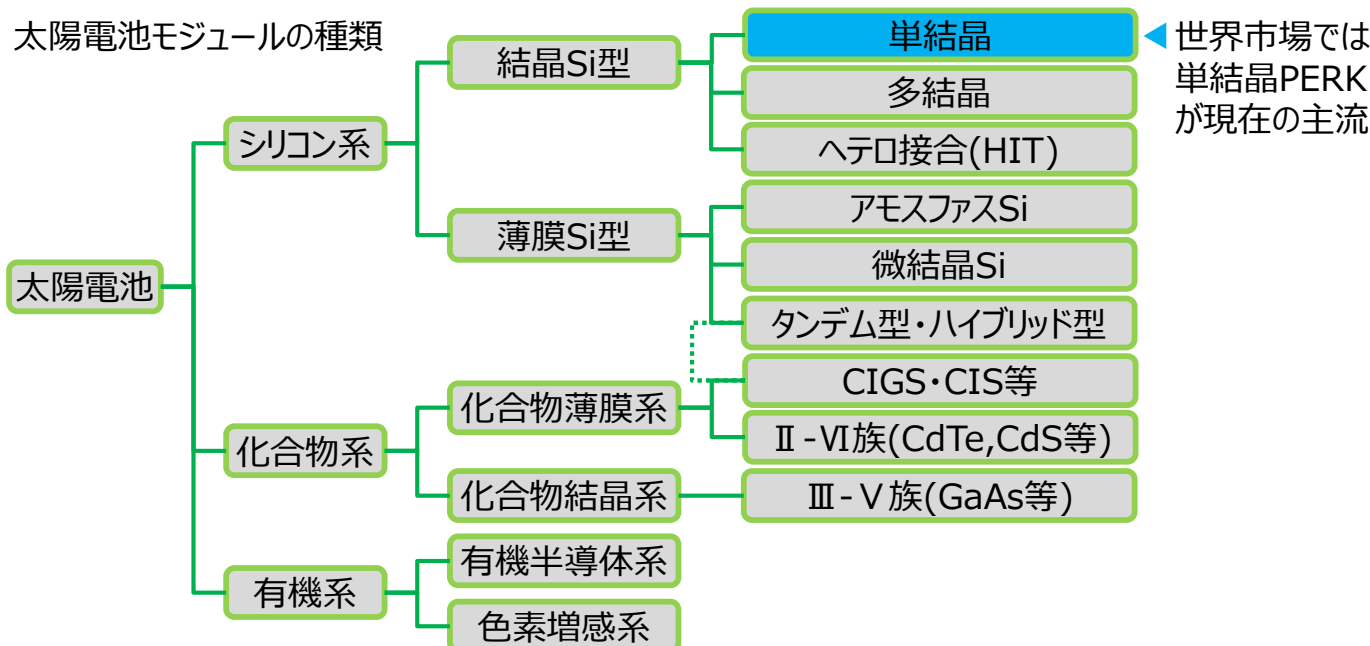 太陽電池モジュールの種類
単結晶
世界市場では
単結晶PERK
が現在の主流
結晶Si型
多結晶
シリコン系
ヘテロ接合(HIT)
アモスファスSi
薄膜Si型
微結晶Si
太陽電池
タンデム型・ハイブリッド型
CIGS・CIS等
化合物薄膜系
化合物系
Ⅱ-Ⅵ族(CdTe,CdS等)
化合物結晶系
Ⅲ-Ⅴ族(GaAs等)
有機半導体系
有機系
色素増感系